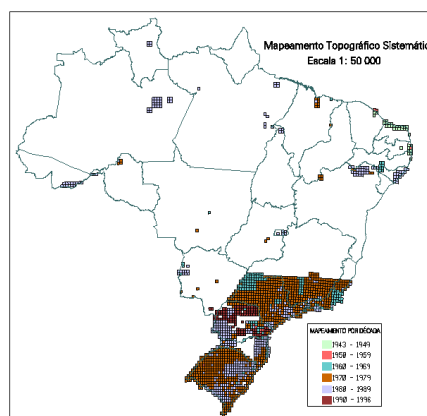 Mapeamento Topográfico Sistemátic
Escala 1: 50 000
MAPEAMENTO POR DÉCADA
1943 - 1949
1950 - 1959
1960 - 1969
1970 - 1979
1980 - 1989
1990 - 1996